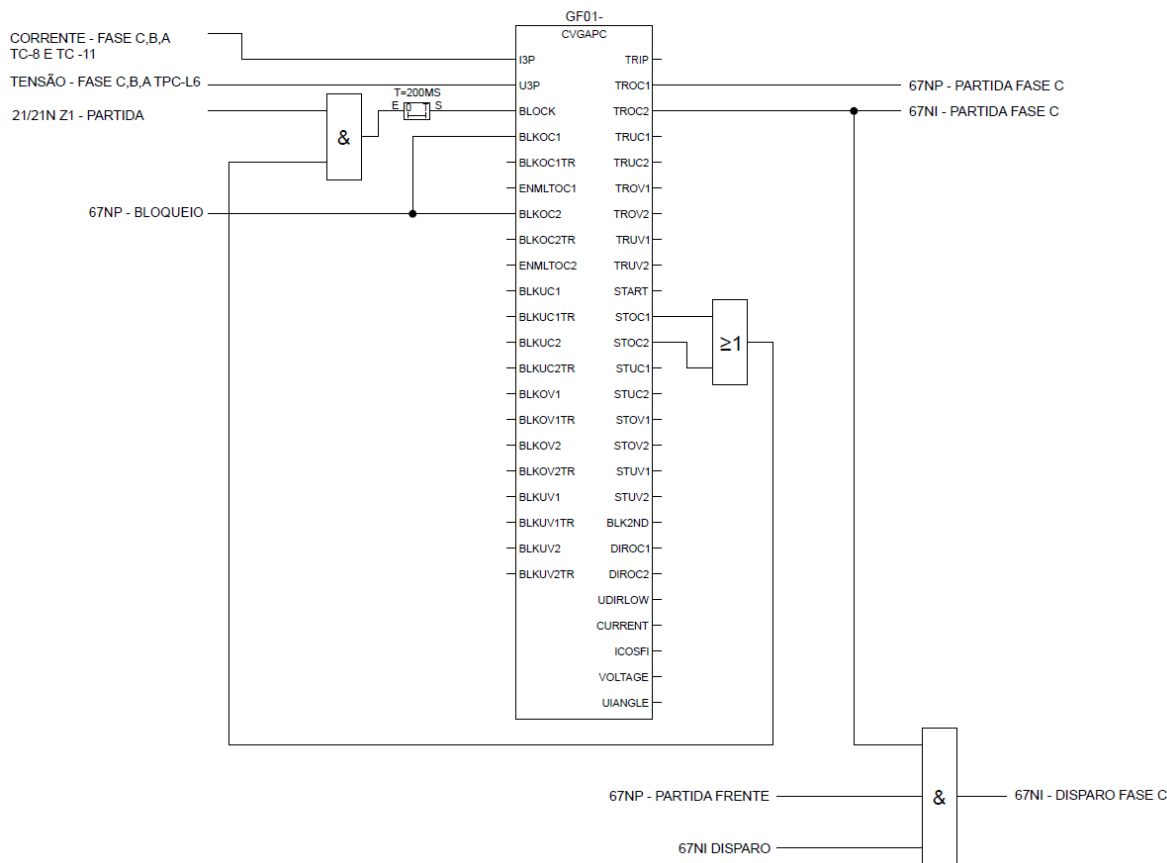 GF01-
CVGAPC
CORRENTE - FASE C,B,A
TC-8 E TC -11
TENSÃO - FASE C,B,A TPC-L6
21/21N Z1 - PARTIDA
&
T=200MS
E 0 T S
67NP - BLOQUEIO
I3P
U3P
BLOCK
BLKOC1
BLKOC1TR
ENMLTOC1
BLKOC2
BLKOC2TR
ENMLTOC2
BLKUC1
BLKUC1TR
BLKUC2
BLKUC2TR
BLKOV1
BLKOV1TR
BLKOV2
BLKOV2TR
BLKUV1
BLKUV1TR
BLKUV2
BLKUV2TR
TRIP
TROC1
TROC2
TRUC1
TRUC2
TROV1
TROV2
TRUV1
TRUV2
START
STOC1
STOC2
STUC1
STUC2
STOV1
STOV2
STUV1
STUV2
BLK2ND
DIROC1
DIROC2
UDIRLOW
CURRENT
ICOSFI
VOLTAGE
UIANGLE
67NP - PARTIDA FASE C
67NI - PARTIDA FASE C
≥1
67NP - PARTIDA FRENTE
67NI DISPARO
&
67NI - DISPARO FASE C